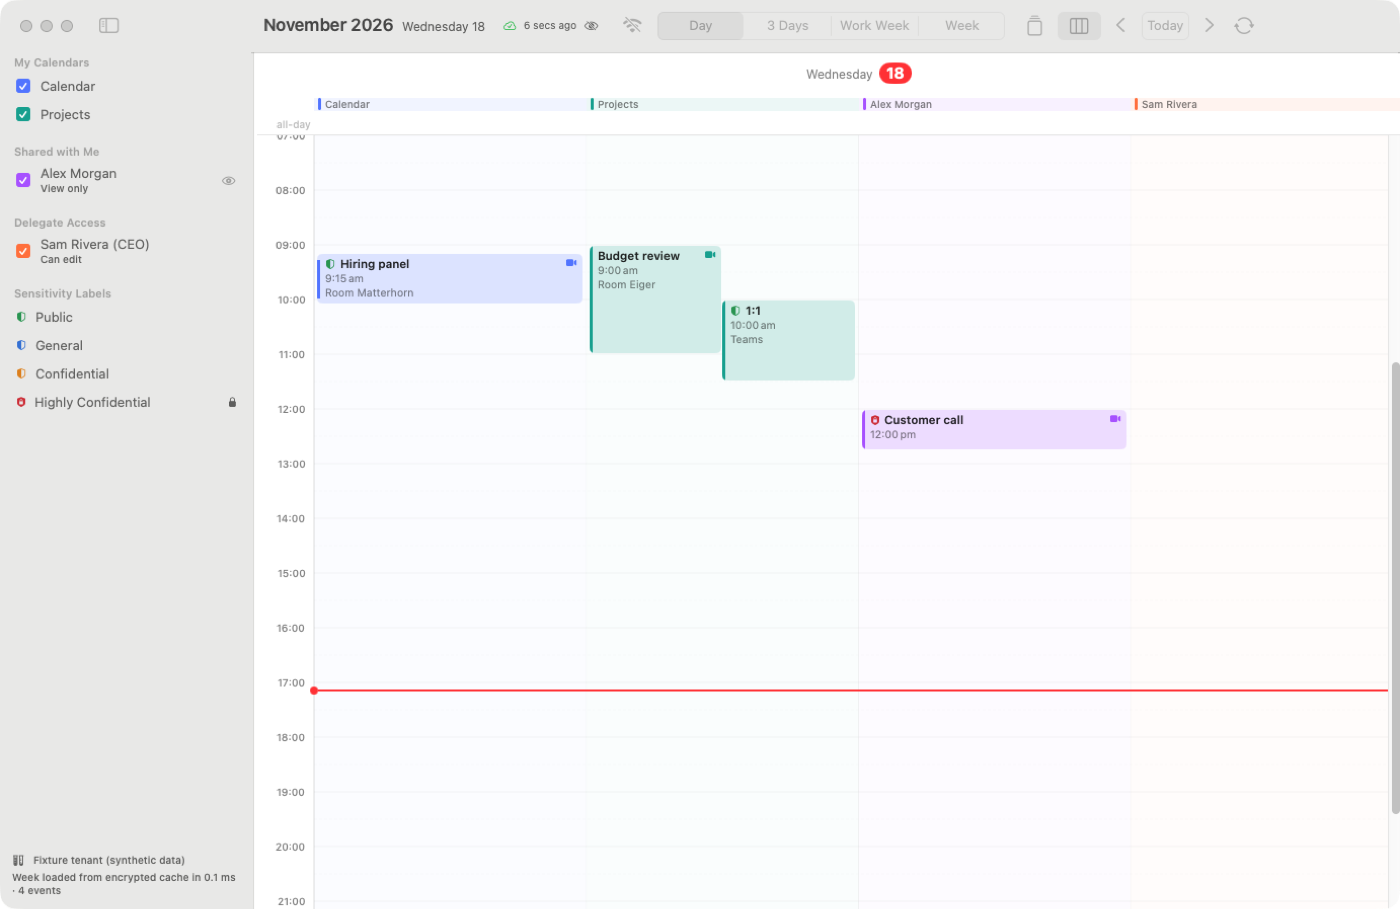 November 2026 Wednesday 18 6 secs ago Day 3 Days Work Week Week Today
My Calendars
Calendar
Projects
Shared with Me
Alex Morgan
View only
Delegate Access
Sam Rivera (CEO)
Can edit
Sensitivity Labels
Public
General
Confidential
Highly Confidential
Fixture tenant (synthetic data)
Week loaded from encrypted cache in 0.1 ms
· 4 events
Wednesday 18
Calendar Projects Alex Morgan Sam Rivera
all-day
07:00
08:00
09:00
10:00
11:00
12:00
13:00
14:00
15:00
16:00
17:00
18:00
19:00
20:00
21:00
Hiring panel
9:15 am
Room Matterhorn
Budget review
9:00 am
Room Eiger
1:1
10:00 am
Teams
Customer call
12:00 pm